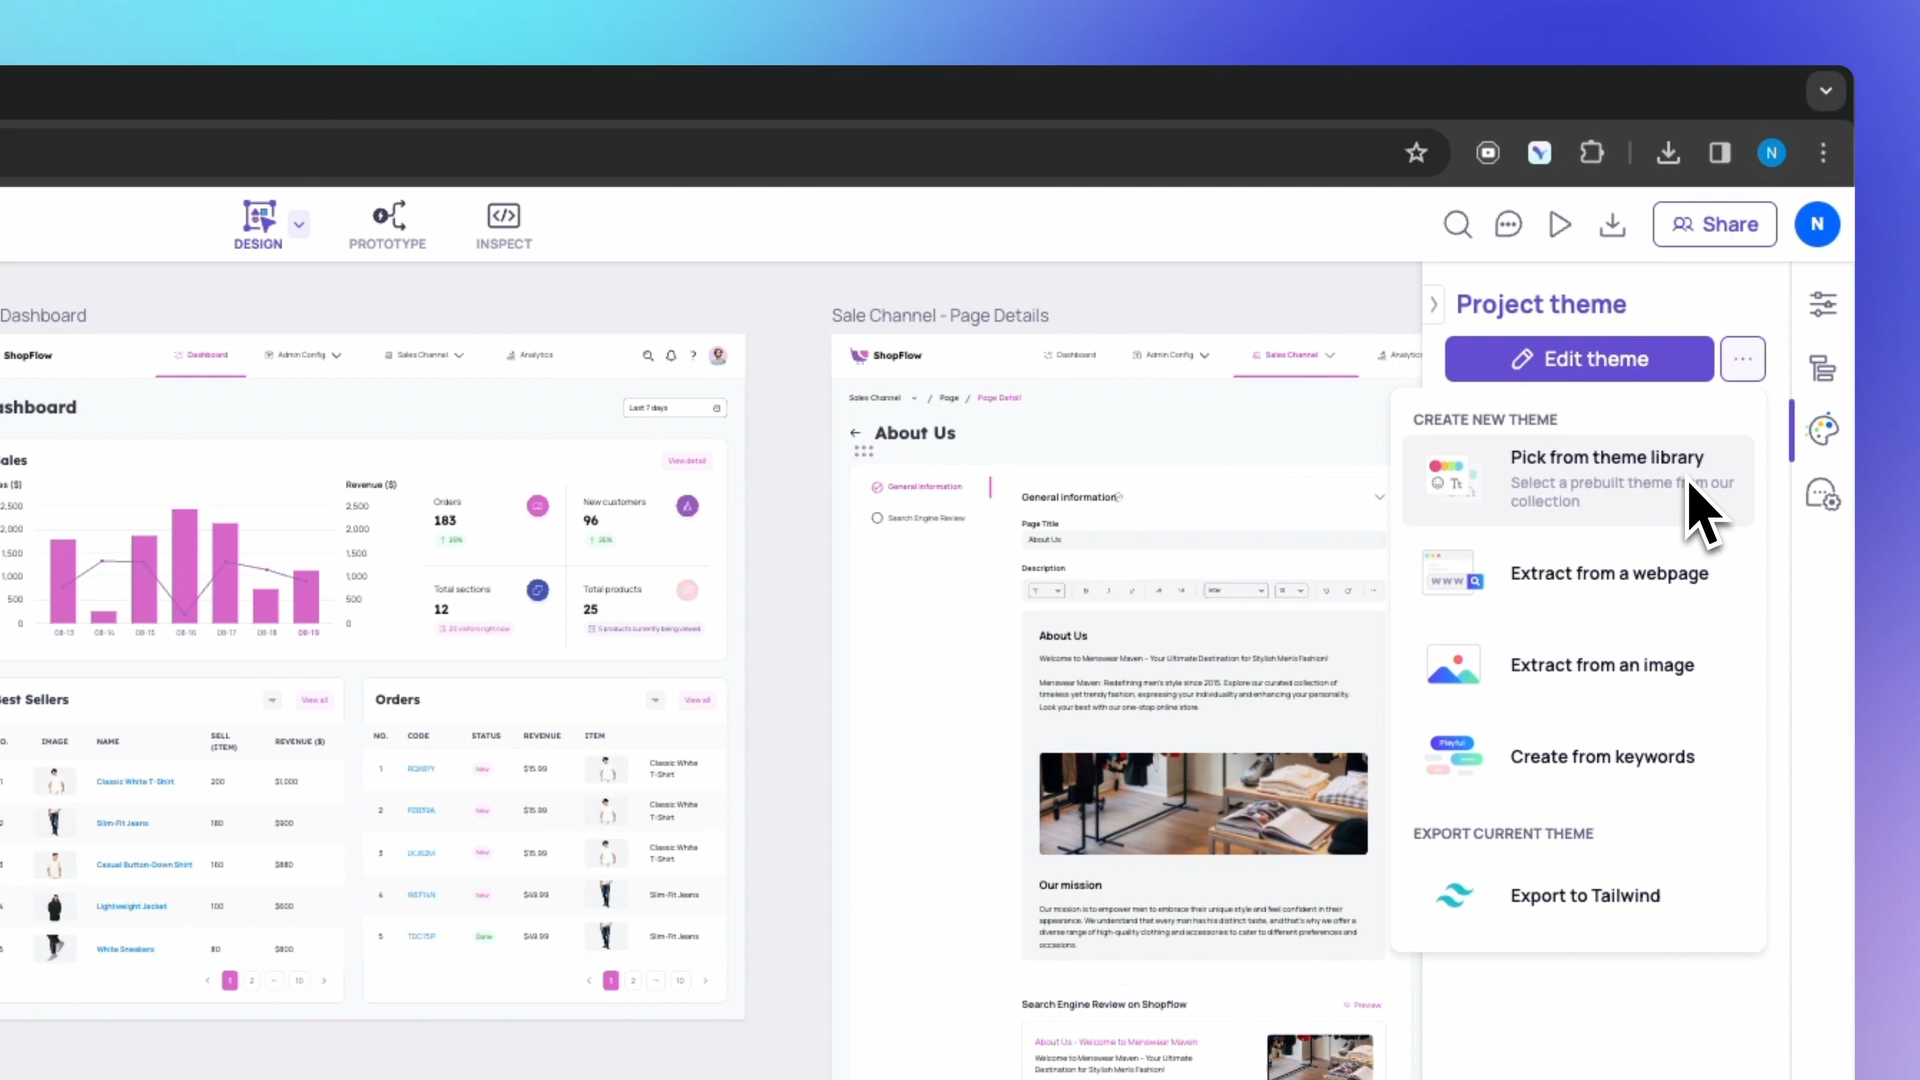 N
DESIGN
PROTOTYPE
INSPECT
Share
N
Dashboard
ShopFlow
Dashboard
Admin Config
Sales Channel
Analytics
?
ashboard
Last 7 days
ales
View detail
es ($)
Revenue ($)
2,500
2,000
1,500
1,000
500
0
2,500
2,000
1,500
1,000
500
0
08-13
08-14
08-15
08-16
08-17
08-18
08-19
Orders
183
↑ 25%
New customers
96
↑ 25%
Total sections
12
23 visitors right now
Total products
25
5 products currently being viewed
est Sellers
View all
O.
IMAGE
NAME
SELL
(ITEM)
REVENUE ($)
1
Classic White T-Shirt
200
$1,000
2
Slim-Fit Jeans
180
$900
3
Casual Button-Down Shirt
160
$880
4
Lightweight Jacket
100
$600
5
White Sneakers
80
$800
1
2
...
10
Orders
View all
NO.
CODE
STATUS
REVENUE
ITEM
1
New
$15.99
Classic White
T-Shirt
2
New
$15.99
Classic White
T-Shirt
3
New
$15.99
Classic White
T-Shirt
4
New
$49.99
Slim-Fit Jeans
5
TDC75P
Done
$49.99
Slim-Fit Jeans
1
2
...
10
Sale Channel - Page Details
ShopFlow
Dashboard
Admin Config
Sales Channel
Analytics
Sales Channel
/ Page / Page Detail
← About Us
General Information
Search Engine Review
General information
Page Title
About Us
Description
About Us
Welcome to Menswear Maven – Your Ultimate Destination for Stylish Men's Fashion!
Menswear Maven: Redefining men's style since 2015. Explore our curated collection of
timeless yet trendy fashion, expressing your individuality and enhancing your personality.
Look your best with our one-stop online store.
Our mission
Our mission is to empower men to embrace their unique style and feel confident in their
appearance. We understand that every man has his distinct taste, and that's why we offer a
diverse range of high-quality clothing and accessories to cater to different preferences and
occasions.
Search Engine Review on Shopflow
Preview
About Us - Welcome to Menswear Maven
Welcome to Menswear Maven – Your Ultimate
Destination for Stylish Men's Fashion!
Project theme
Edit theme
...
CREATE NEW THEME
Tt
Pick from theme library
Select a prebuilt theme from our
collection
WWW
Extract from a webpage
Extract from an image
Playful
Create from keywords
EXPORT CURRENT THEME
Export to Tailwind